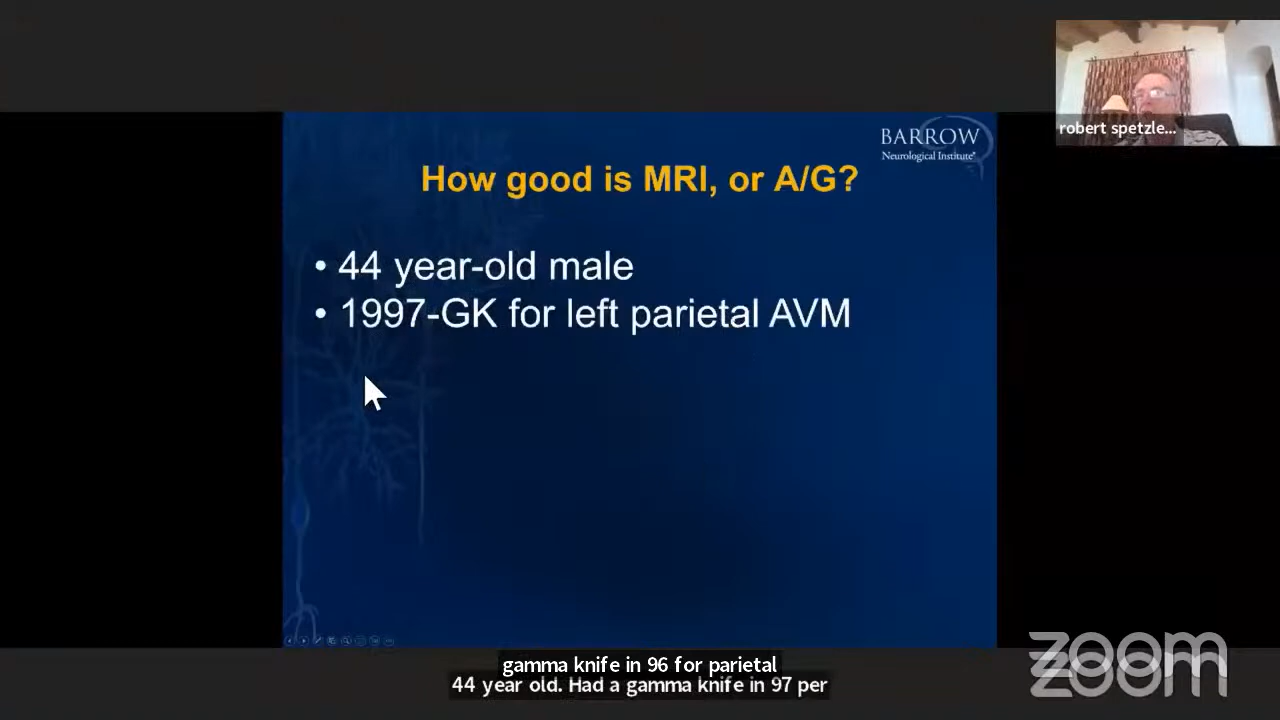 BARROW
Neurological Institute®
robert spetzle...
How good is MRI, or A/G?
• 44 year-old male
• 1997-GK for left parietal AVM
gamma knife in 96 for parietal
44 year old. Had a gamma knife in 97 per
zoom
zoom